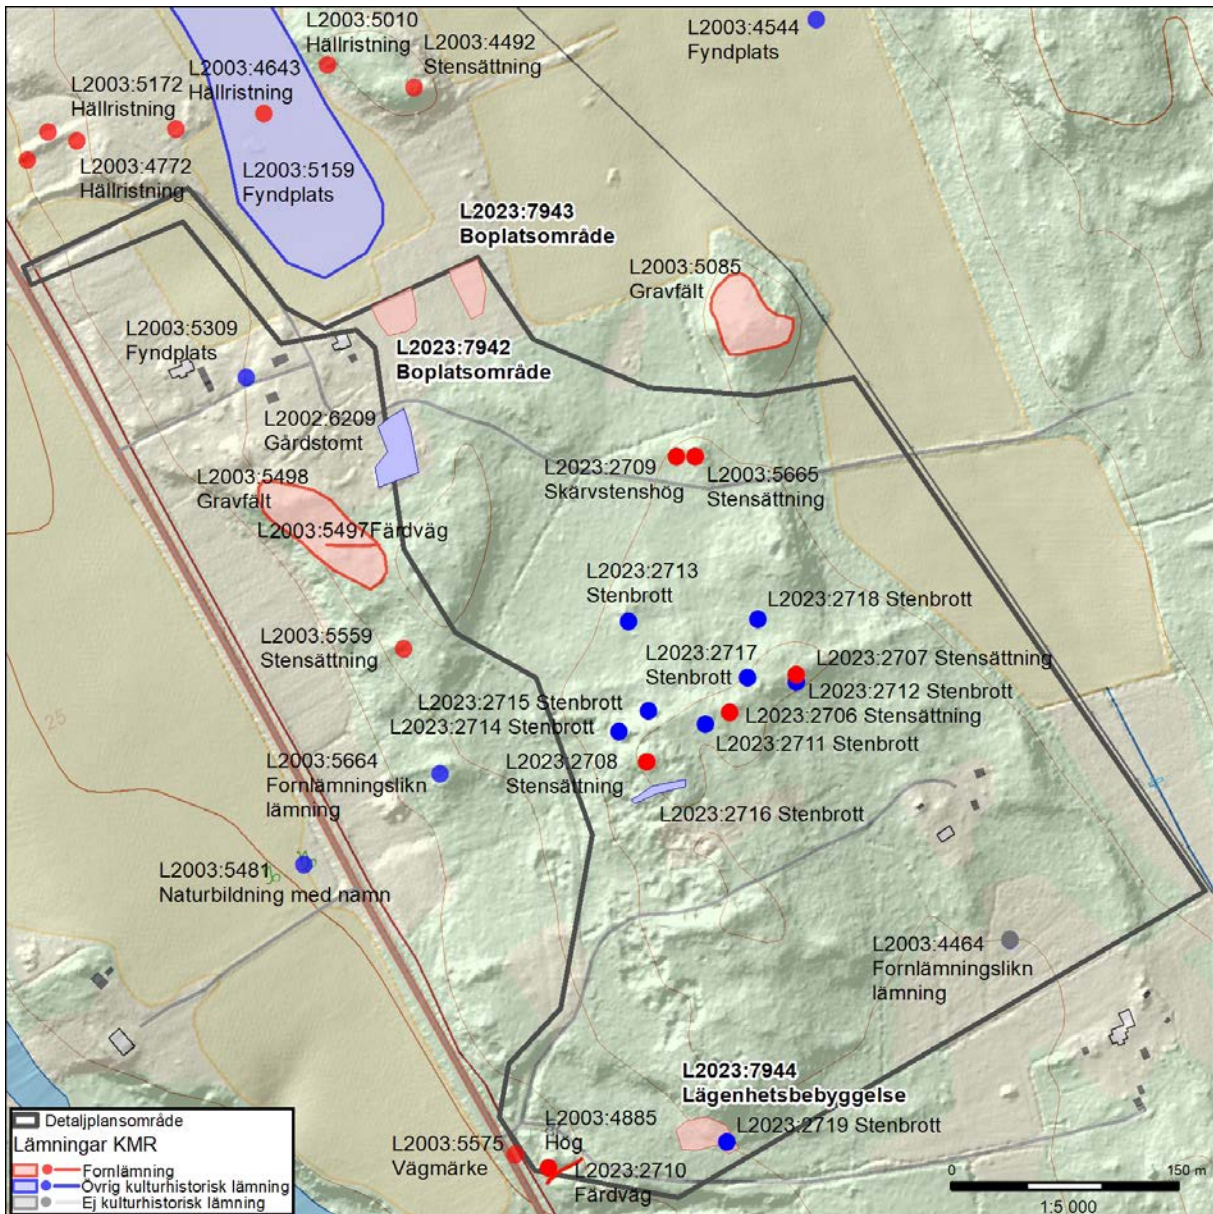 L2003:5010
Hällristning
L2003:4492
Stensättning
L2003:4544
Fyndplats
L2003:5172
Hällristning
L2003:4643
Hällristning
L2003:4772
Hällristning
L2003:5159
Fyndplats
L2023:7943
Boplatsområde
L2003:5085
Gravfält
L2003:5309
Fyndplats
L2023:7942
Boplatsområde
L2002:6209
Gårdstomt
L2003:5498
Gravfält
L2023:2709
Skärvstenshög
L2003:5665
Stensättning
L2003:5497Färdväg
L2023:2713
Stenbrott
L2023:2718 Stenbrott
L2003:5559
Stensättning
L2023:2717
Stenbrott
L2023:2707 Stensättning
L2023:2712 Stenbrott
L2023:2715 Stenbrott
L2023:2714 Stenbrott
L2023:2706 Stensättning
L2023:2711 Stenbrott
25
L2003:5664
Fornlämningslikn
lämning
L2023:2708
Stensättning
L2023:2716 Stenbrott
L2003:5481
Naturbildning med namn
L2003:4464
Fornlämningslikn
lämning
L2023:7944
Lägenhetsbebyggelse
L2003:4885
Hög
L2023:2719 Stenbrott
L2003:5575
Vägmärke
L2023:2710
Färdväg
Detaljplansområde
Lämningar KMR
Fornlämning
Övrig kulturhistorisk lämning
Ej kulturhistorisk lämning
0 150 m
1:5 000